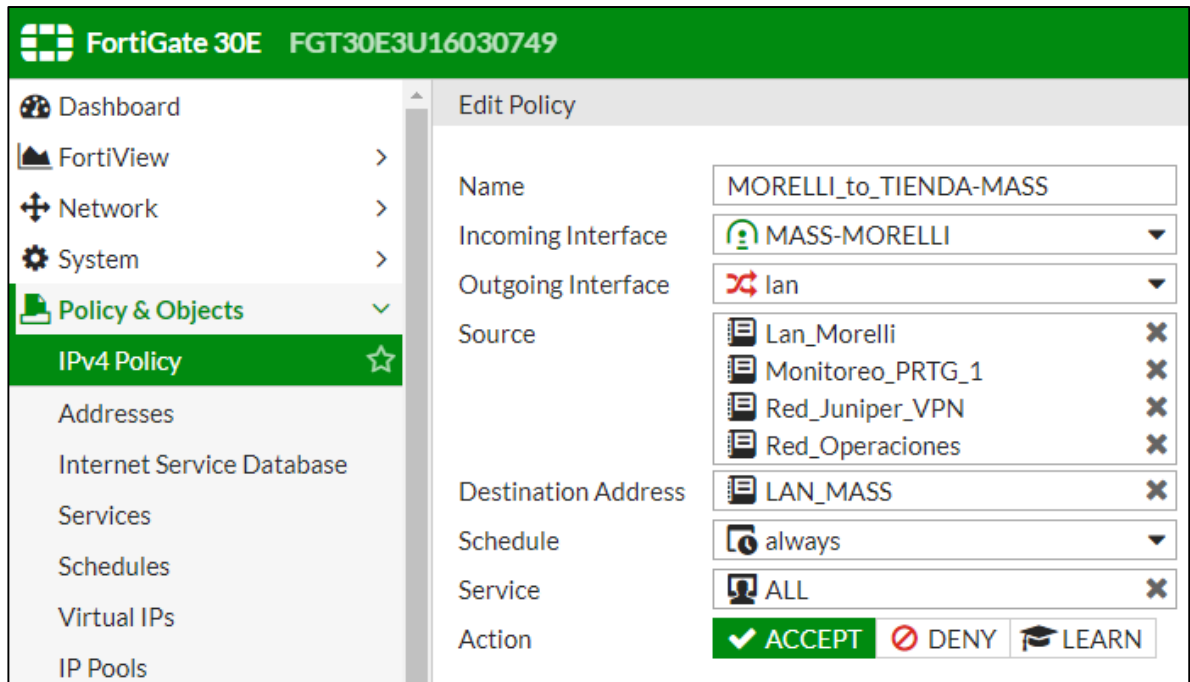 FortiGate 30E FGT30E3U16030749
Dashboard
FortiView
Network
System
Policy & Objects
IPv4 Policy
Addresses
Internet Service Database
Services
Schedules
Virtual IPs
IP Pools
Edit Policy
Name MORELLI_to_TIENDA-MASS
Incoming Interface MASS-MORELLI
Outgoing Interface lan
Source Lan_Morelli
Monitoreo_PRTG_1
Red_Juniper_VPN
Red_Operaciones
Destination Address LAN_MASS
Schedule always
Service ALL
Action ACCEPT DENY LEARN